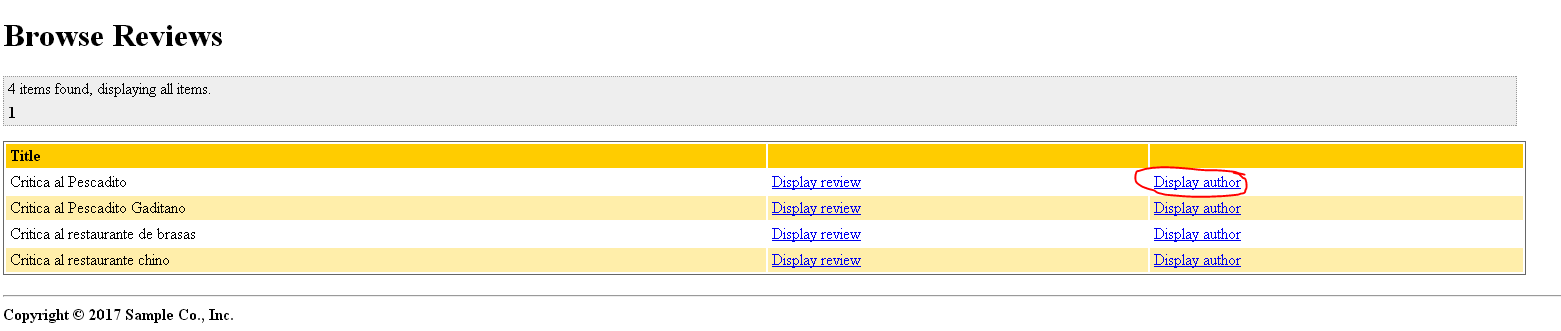 Browse Reviews
4 items found, displaying all items.
1
Title
Critica al Pescadito Display review Display author
Critica al Pescadito Gaditano Display review Display author
Critica al restaurante de brasas Display review Display author
Critica al restaurante chino Display review Display author
Copyright © 2017 Sample Co., Inc.